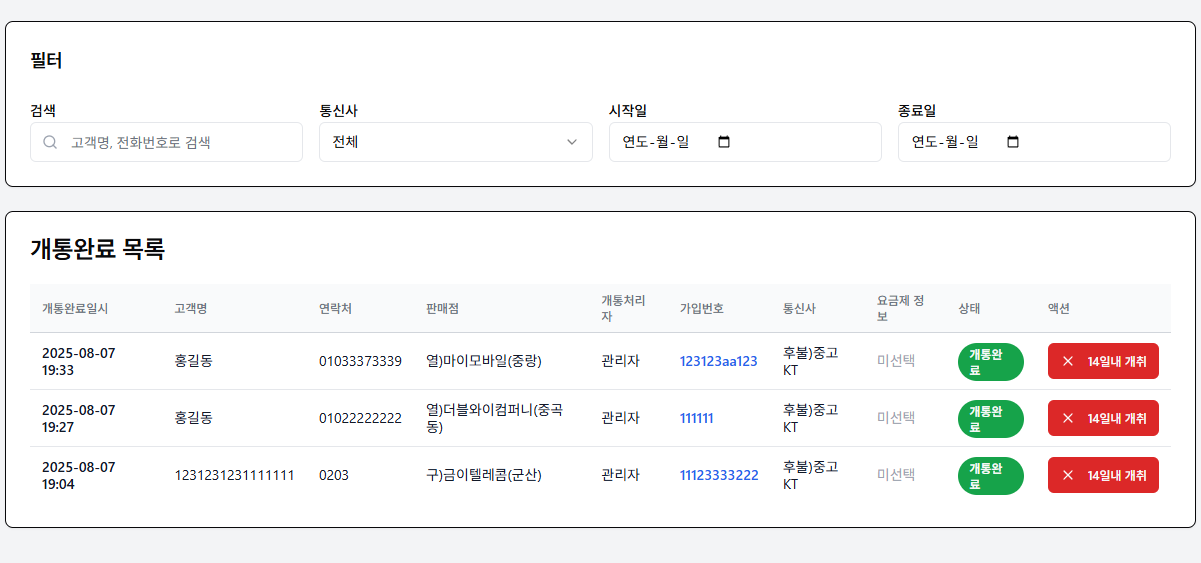 필터
검색 통신사 시작일 종료일
고객명, 전화번호로 검색 전체 연도-월-일 연도-월-일
개통완료 목록
개통완료일시 고객명 연락처 판매점 개통처리자 가입번호 통신사 요금제 정보 상태 액션
2025-08-07 19:33 홍길동 01033373339 열)마이모바일(중랑) 관리자 123123aa123 후불)중고KT 미선택 개통완료 14일내 개취
2025-08-07 19:27 홍길동 01022222222 열)더블와이컴퍼니(중곡동) 관리자 111111 후불)중고KT 미선택 개통완료 14일내 개취
2025-08-07 19:04 1231231231111111 0203 구)금이텔레콤(군산) 관리자 11123333222 후불)중고KT 미선택 개통완료 14일내 개취